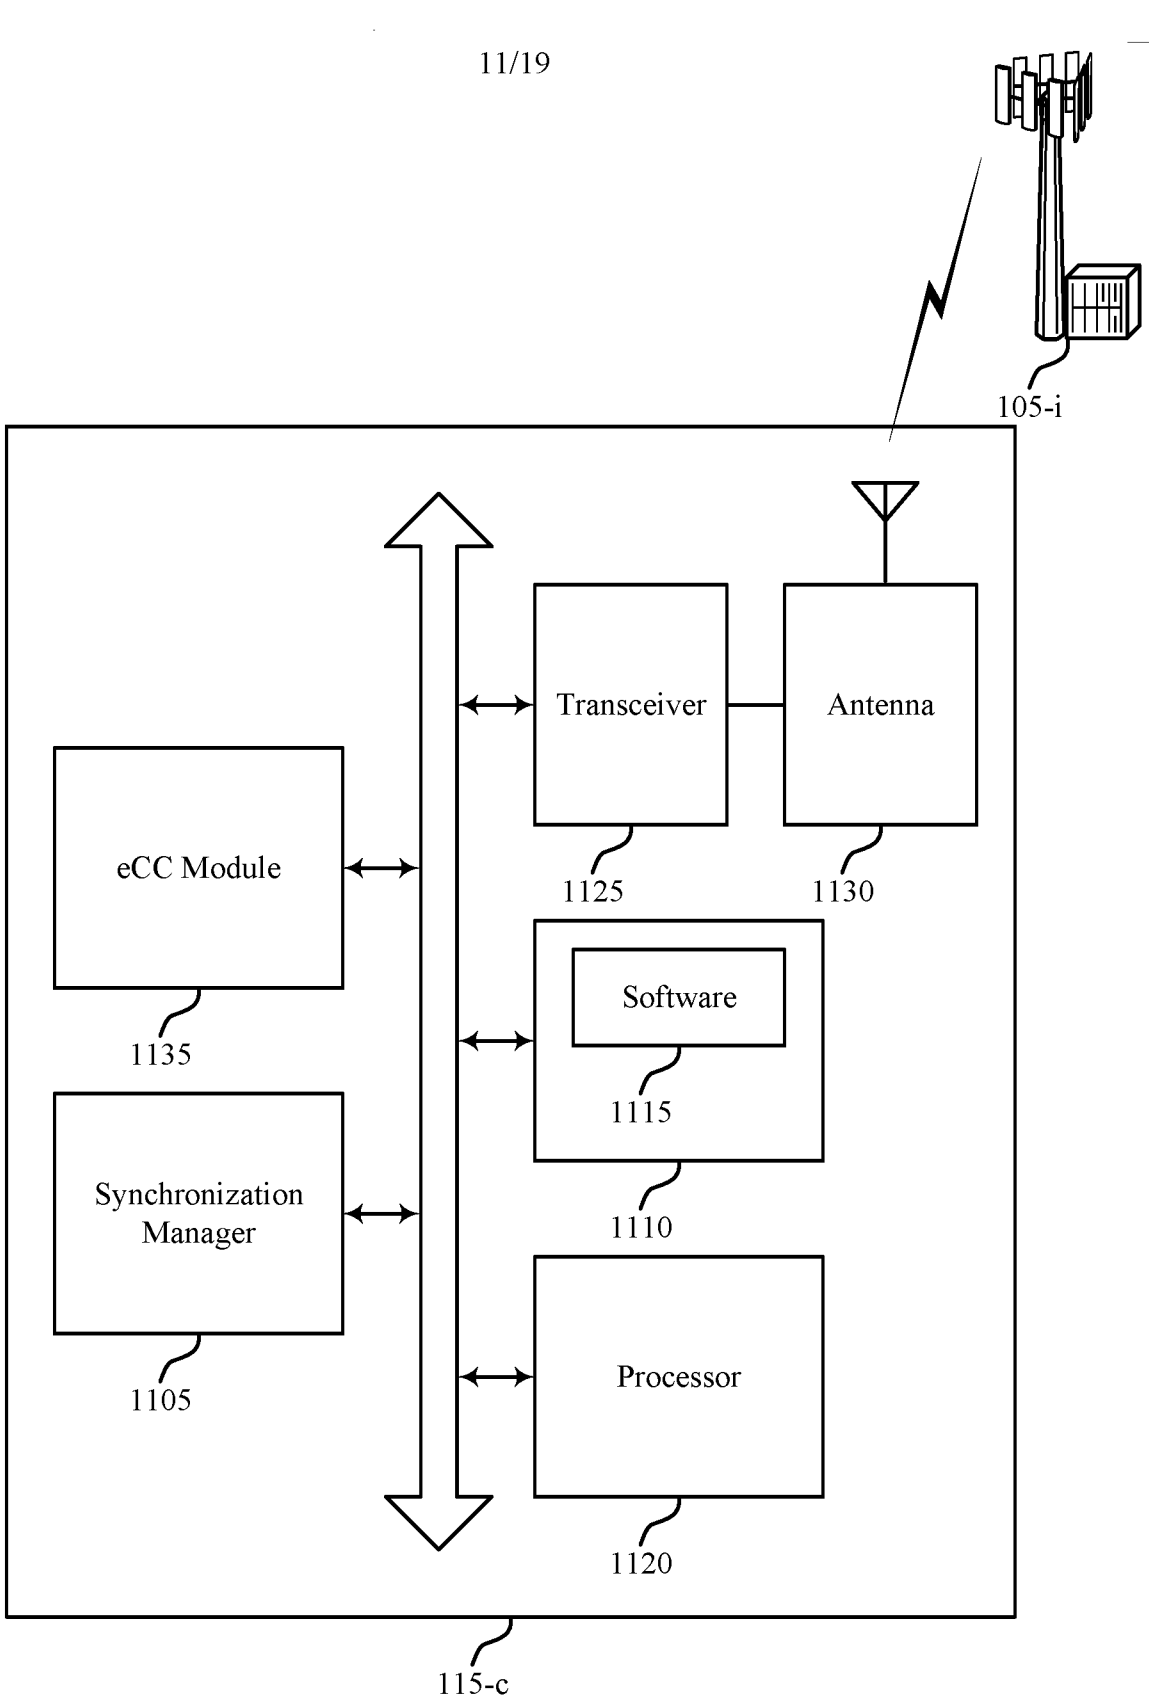 11/19
105-i
Transceiver
Antenna
1125
1130
eCC Module
1135
Software
1115
1110
Synchronization
Manager
1105
Processor
1120
115-c